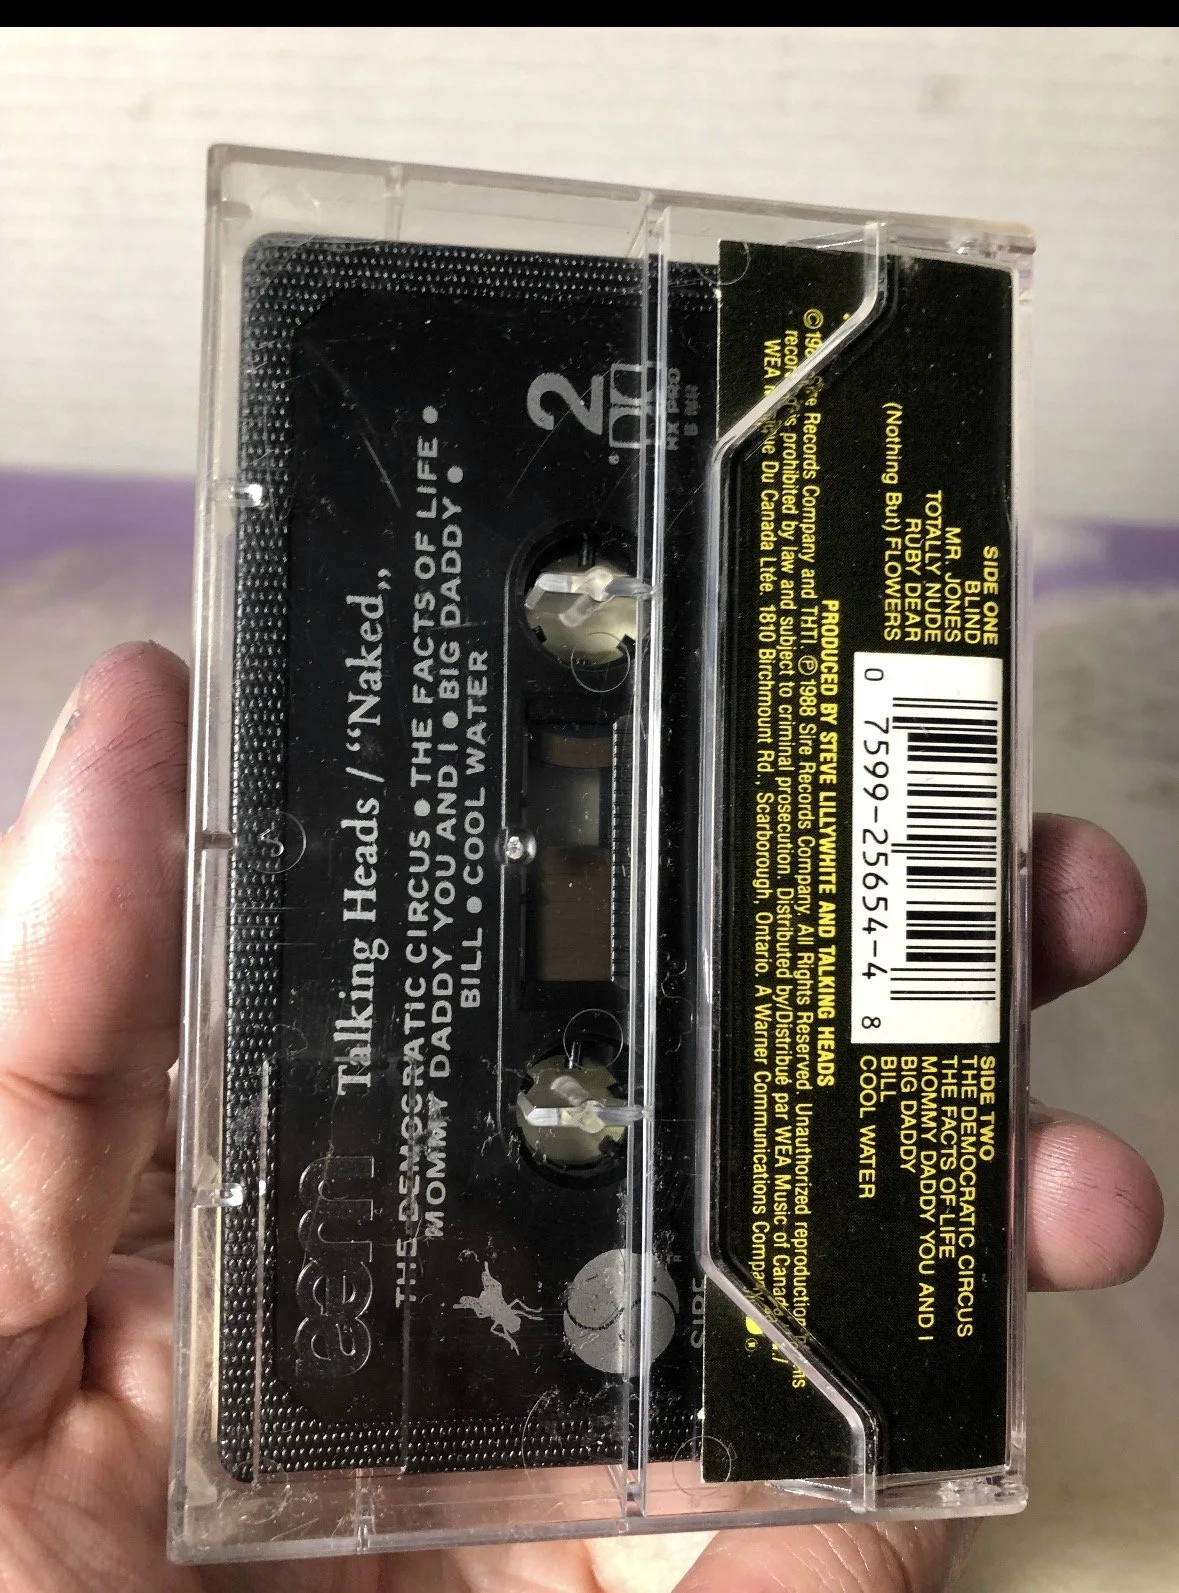 Talking Heads / “Naked„
THE DEMOCRATIC CIRCUS ● THE FACTS OF LIFE ●
MOMMY DADDY YOU AND I ● BIG DADDY ●
BILL ● COOL WATER
2
HX PRO
B NR
SIRE
®
SIDE ONE
BLIND
MR. JONES
TOTALLY NUDE
RUBY DEAR
(Nothing But) FLOWERS
0 7599-25654-4 8
SIDE TWO
THE DEMOCRATIC CIRCUS
THE FACTS OF LIFE
MOMMY DADDY YOU AND I
BIG DADDY
BILL
COOL WATER
PRODUCED BY STEVE LILLYWHITE AND TALKING HEADS
Records Company and THTI. ℗ 1988 Sire Records Company. All Rights Reserved. Unauthorized reproduction
is prohibited by law and subject to criminal prosecution. Distributed by/Distribué par WEA Music of Canada
WEA Du Canada Ltée. 1810 Birchmount Rd., Scarborough, Ontario. A Warner Communications Company